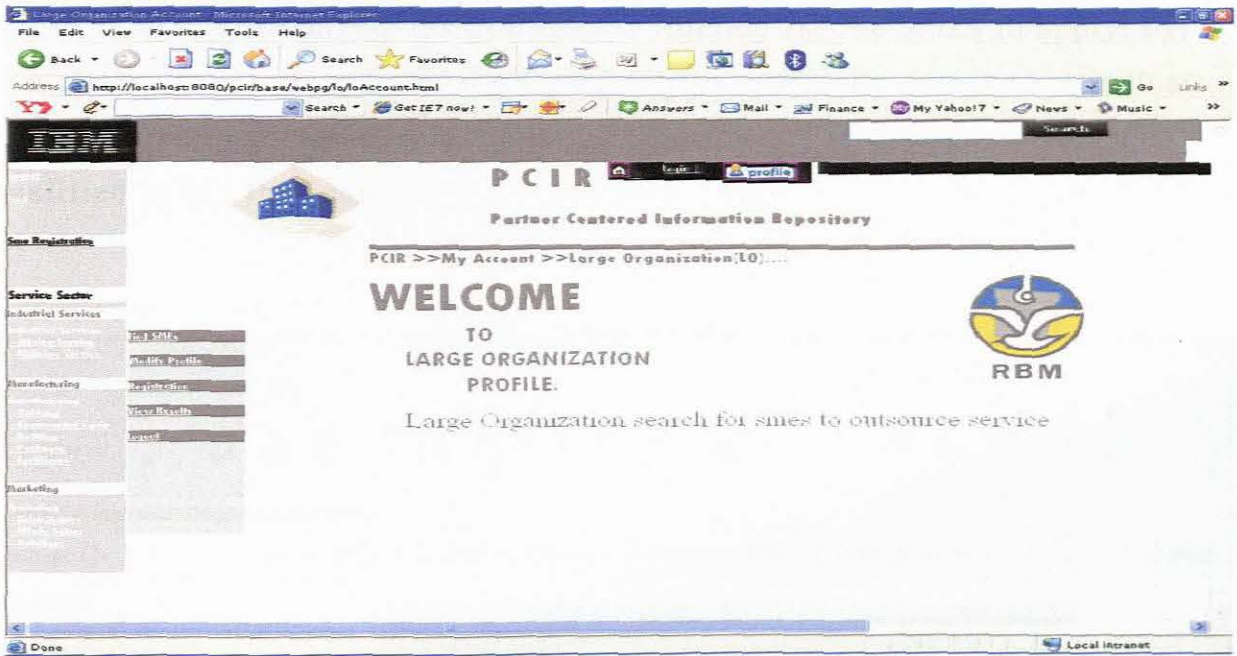 Large Organization Account - Microsoft Internet Explorer
File Edit View Favorites Tools Help
Back Search Favorites
Address http://localhost:8080/pcir/base/webpg/lo/loAccount.html Go Links »
Y7 Search Get IE7 now! Answers Mail Finance My Yahoo!7 News Music »
Search
IBM
P C I R login profile
Partner Centered Information Repository
Sme Registration
PCIR >>My Account >>Large Organization(LO)....
Service Sector
WELCOME
Industrial Services
TO
Find SMEs
LARGE ORGANIZATION
Modify Profile
RBM
Manufacturing
Registration
PROFILE.
View Results
Large Organization search for smes to outsource service
Logout
Marketing
Done Local intranet